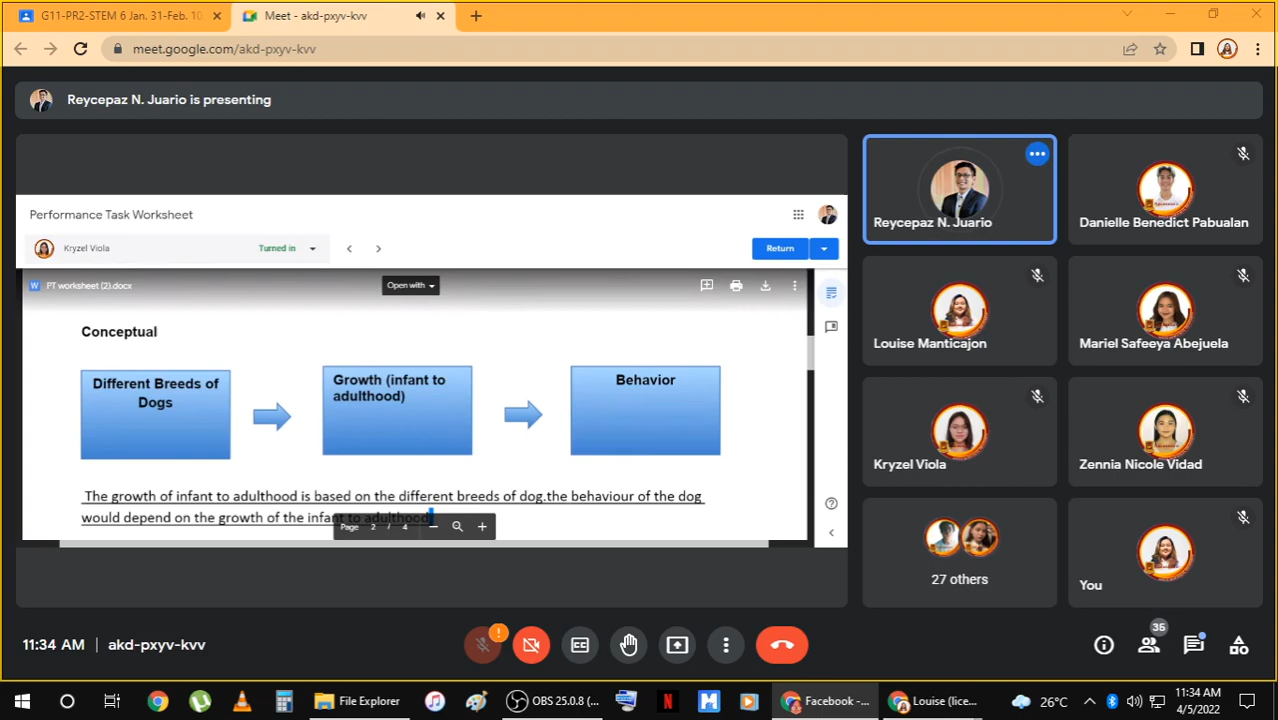 G11-PR2-STEM 6 Jan. 31-Feb. 10
Meet - akd-pxyv-kvv
meet.google.com/akd-pxyv-kvv
Reycepaz N. Juario is presenting
Performance Task Worksheet
Kryzel Viola
Turned in
Return
PT worksheet (2).docx
Open with
Conceptual
Different Breeds of
Dogs
Growth (infant to
adulthood)
Behavior
The growth of infant to adulthood is based on the different breeds of dog.the behaviour of the dog
would depend on the growth of the infant to adulthood
Page 2 / 4
Reycepaz N. Juario
Danielle Benedict Pabualan
Louise Manticajon
Mariel Safeeya Abejuela
Kryzel Viola
Zennia Nicole Vidad
27 others
You
11:34 AM | akd-pxyv-kvv
35
File Explorer
OBS 25.0.8 (...
Facebook -...
Louise (lice...
26°C
11:34 AM
4/5/2022